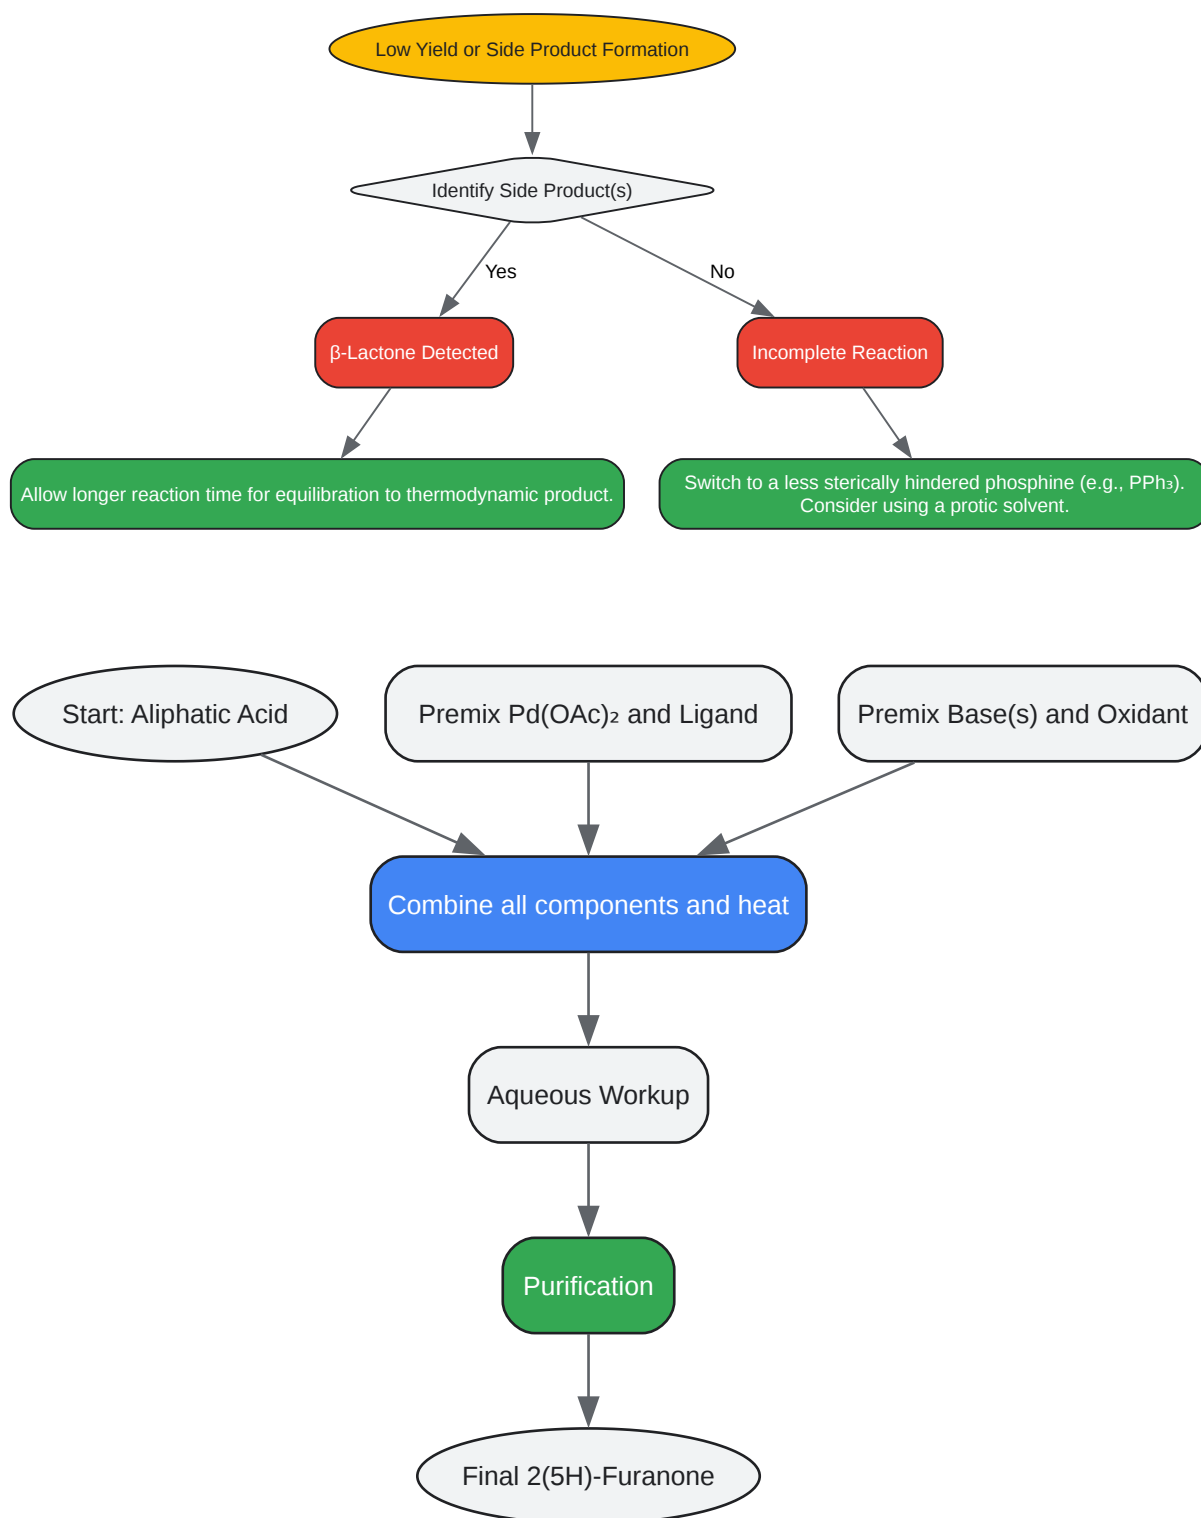 Low Yield or Side Product Formation
Identify Side Product(s)
Yes
No
β-Lactone Detected
Incomplete Reaction
Allow longer reaction time for equilibration to thermodynamic product.
Switch to a less sterically hindered phosphine (e.g., PPh₃).
Consider using a protic solvent.
Start: Aliphatic Acid
Premix Pd(OAc)₂ and Ligand
Premix Base(s) and Oxidant
Combine all components and heat
Aqueous Workup
Purification
Final 2(5H)-Furanone